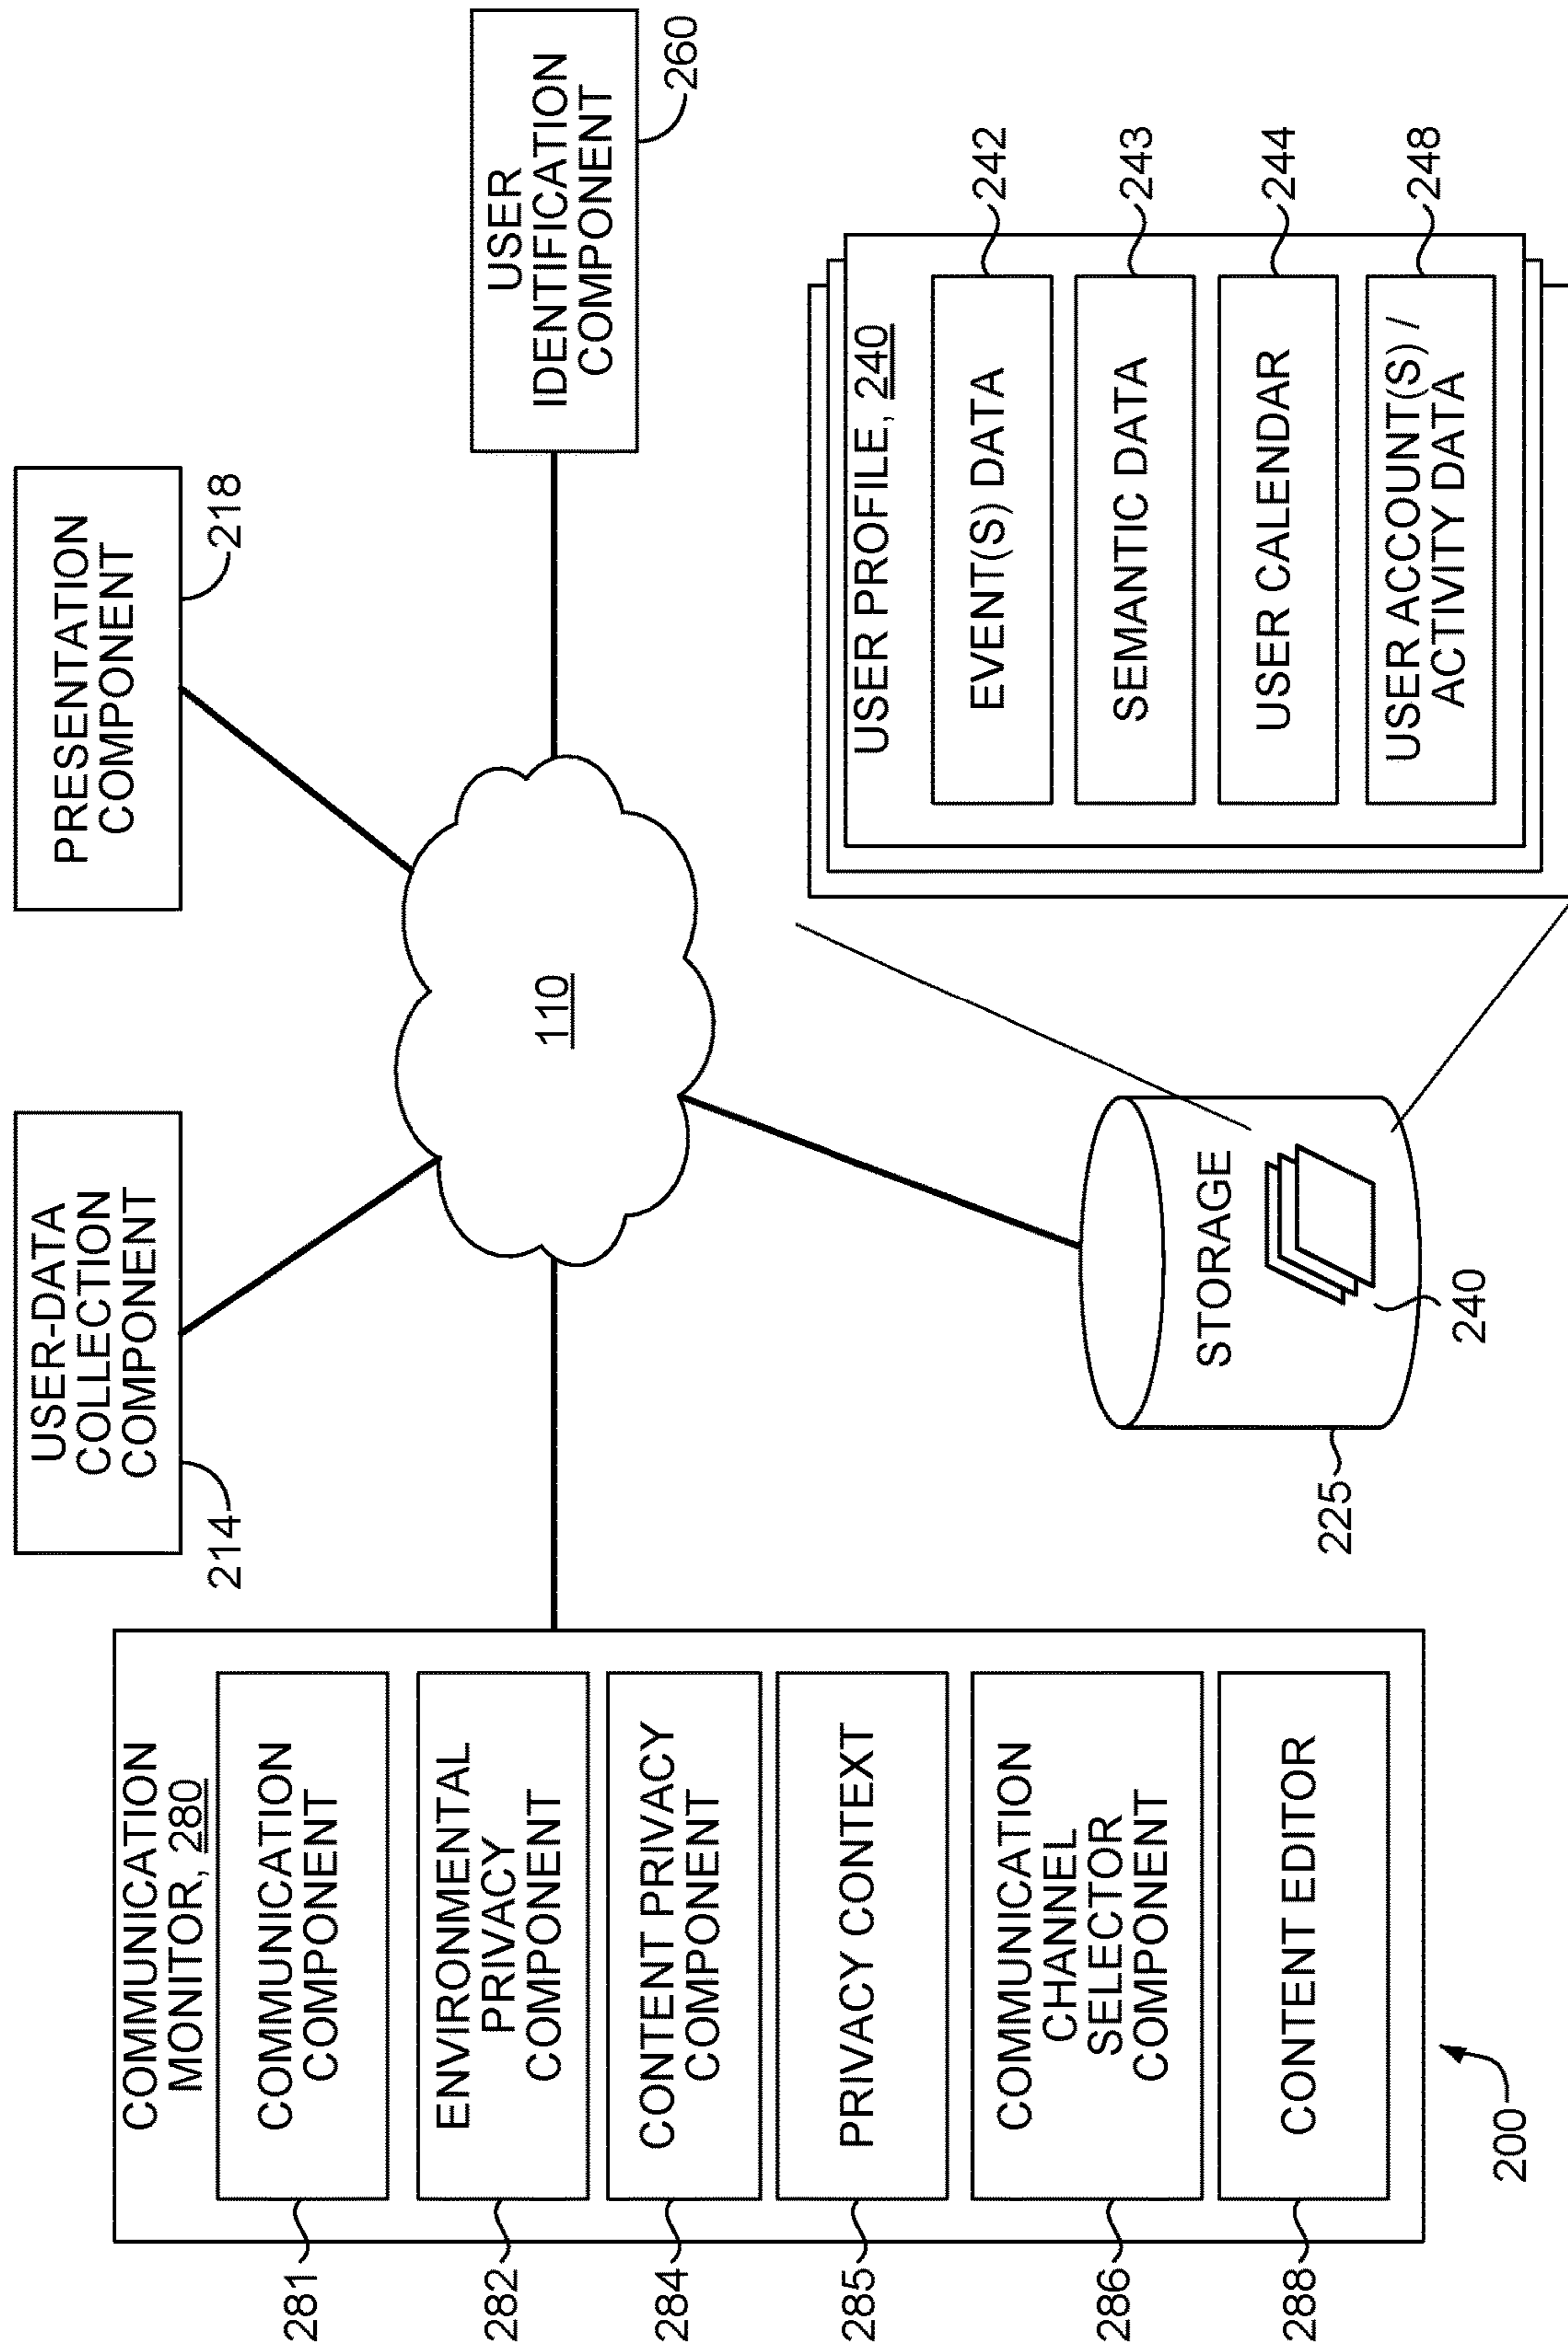 USER-DATA
COLLECTION
COMPONENT
214
PRESENTATION
COMPONENT
218
USER
IDENTIFICATION
COMPONENT
260
110
COMMUNICATION
MONITOR, 280
COMMUNICATION
COMPONENT
281
ENVIRONMENTAL
PRIVACY
COMPONENT
282
CONTENT PRIVACY
COMPONENT
284
PRIVACY CONTEXT
285
COMMUNICATION
CHANNEL
SELECTOR
COMPONENT
286
CONTENT EDITOR
288
200
STORAGE
240
225
USER PROFILE, 240
EVENT(S) DATA
242
SEMANTIC DATA
243
USER CALENDAR
244
USER ACCOUNT(S) /
ACTIVITY DATA
248